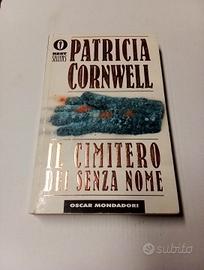 PATRICIA
CORNWELL
BEST
SELLERS
IL CIMITERO
DEI SENZA NOME
OSCAR MONDADORI
subito